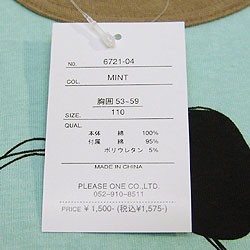 NO. 6721-04
COL. MINT
胸囲 53-59
SIZE: 110
QUAL.
本体 綿 100%
付属 綿 95%
ポリウレタン 5%
MADE IN CHINA
PLEASE ONE CO.,LTD.
052-910-8511
PRICE ¥ 1,500- (税込¥1,575-)